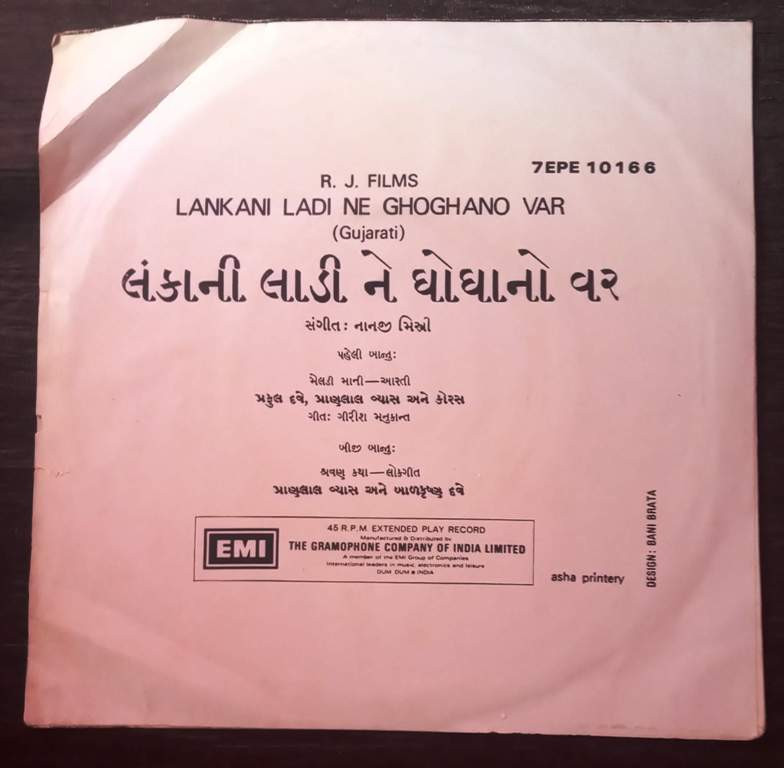 7EPE 10166
R. J. FILMS
LANKANI LADI NE GHOGHANO VAR
(Gujarati)
લંકાની લાડી ને ઘોઘાનો વર
સંગીત: નાનજી મિસ્ત્રી
પહેલી બાજુ:
મેલડી માની—આરતી
પ્રફુલ દવે, પ્રાણલાલ વ્યાસ અને કોરસ
ગીત: ગીરીશ મનુકાન્ત
બીજી બાજુ:
શ્રવણ કથા—લોકગીત
પ્રાણલાલ વ્યાસ અને બાળકૃષ્ણ દવે
EMI
45 R.P.M. EXTENDED PLAY RECORD
Manufactured & Distributed by
THE GRAMOPHONE COMPANY OF INDIA LIMITED
A member of the EMI Group of Companies
International leaders in music, electronics and leisure
DUM DUM • INDIA
asha printery
DESIGN: BANI BRATA